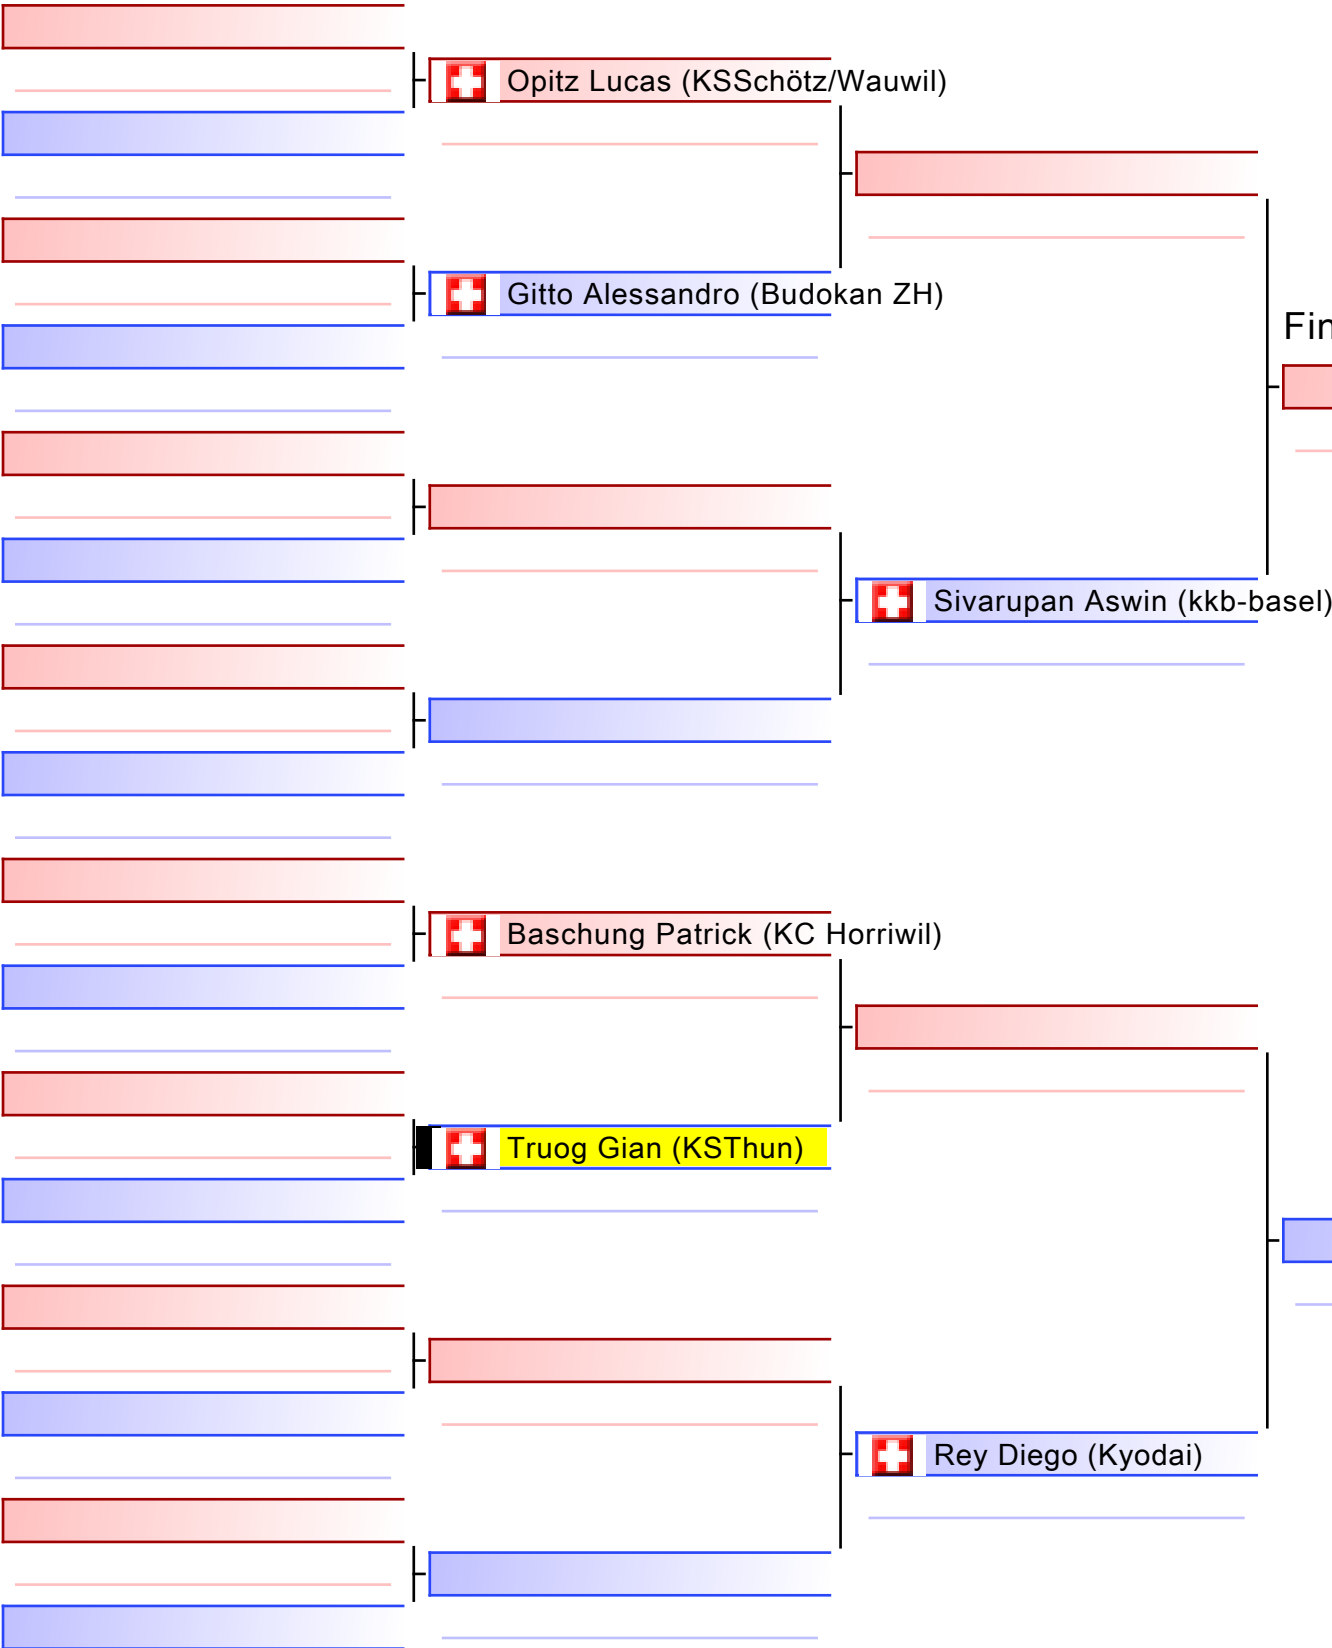 Opitz Lucas (KSSchötz/Wauwil)
Gitto Alessandro (Budokan ZH)
Fin
Sivarupan Aswin (kkb-basel)
Baschung Patrick (KC Horriwil)
Truog Gian (KSThun)
Rey Diego (Kyodai)